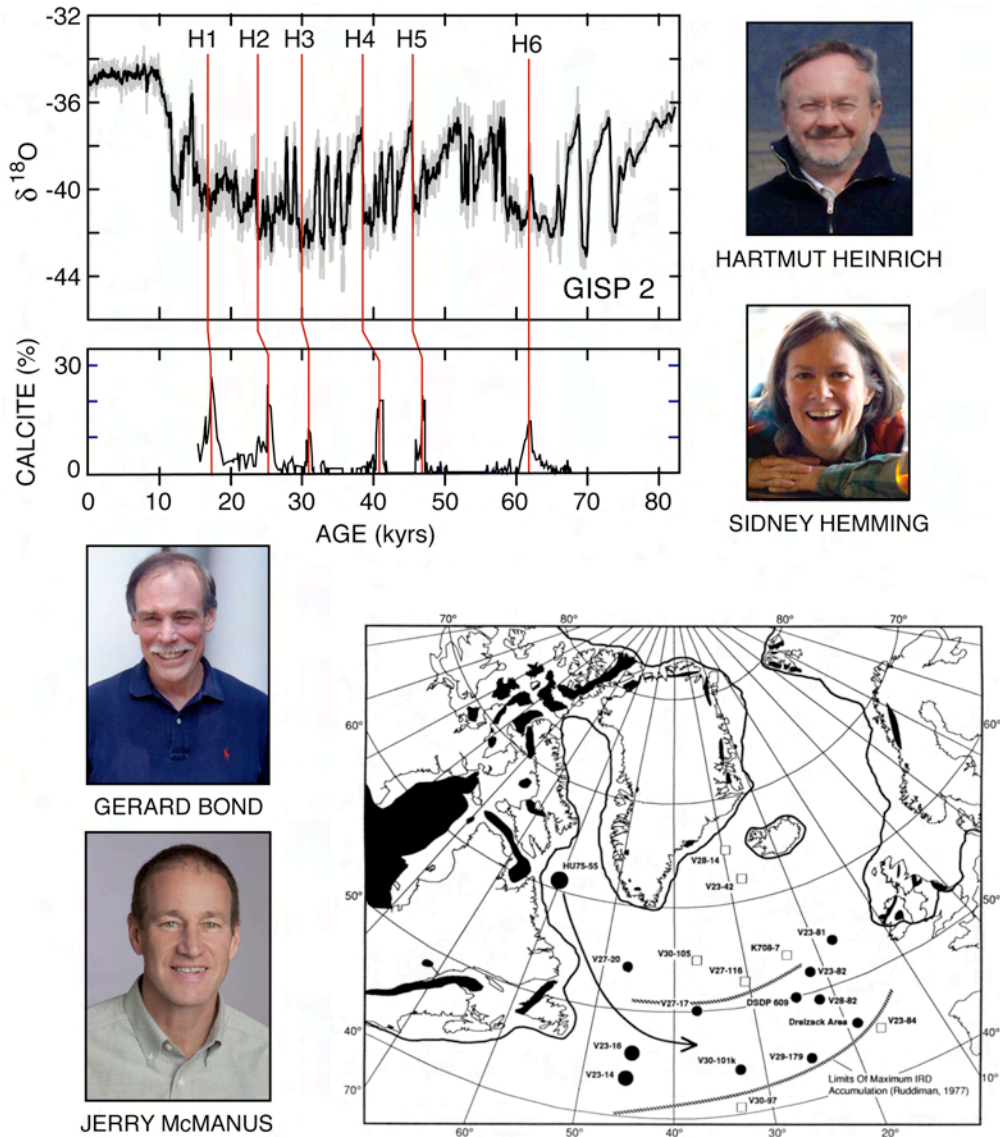 -32
-36
-40
-44
δ18O
H1 H2 H3 H4 H5 H6
GISP 2
CALCITE (%)
30
0
0 10 20 30 40 50 60 70 80
AGE (kyrs)
HARTMUT HEINRICH
SIDNEY HEMMING
GERARD BOND
JERRY McMANUS
70° 80° 80° 70°
60° 60°
50° 50°
40° 40°
70° 10°
60° 50° 40° 30° 20°
HU75-55
V28-14
V23-42
V23-81
K708-7
V30-105
V27-20
V23-82
V27-116
DSDP 609
V28-82
V27-17
Dreizack Area
V23-84
V23-16
V29-179
V30-101k
V23-14
V30-97
Limits Of Maximum IRD
Accumulation (Ruddiman, 1977)